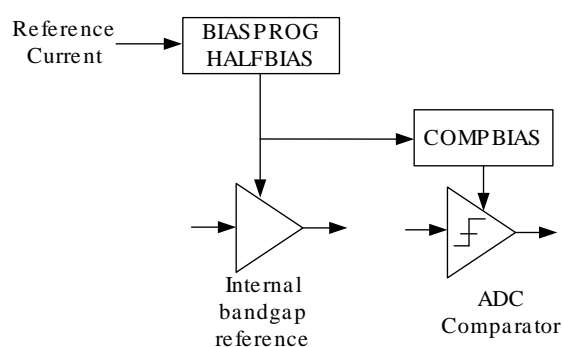 Reference
Current
BIASPROG
HALFBIAS
COMPBIAS
Internal
bandgap
reference
ADC
Comparator